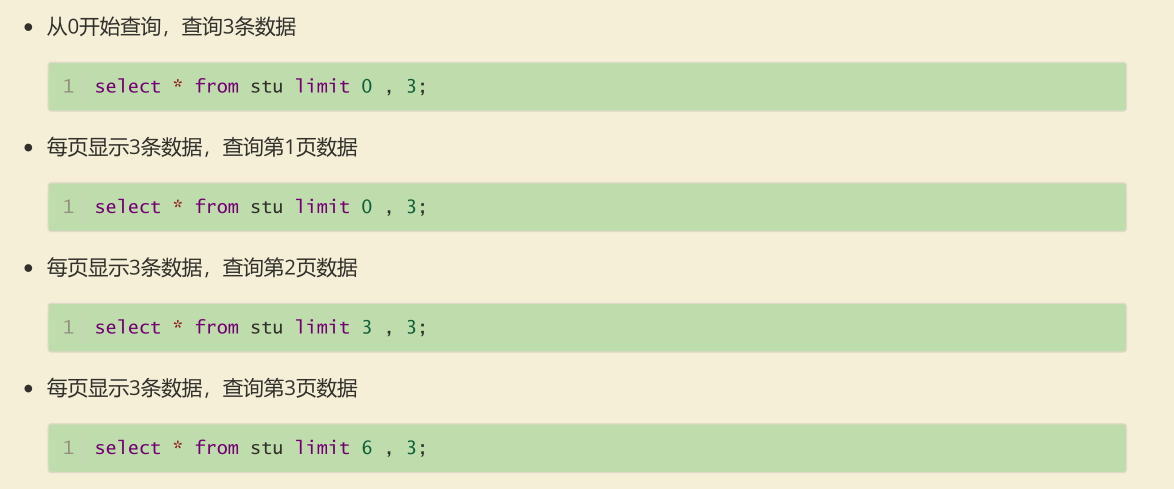 从0开始查询，查询3条数据
1 select * from stu limit 0 , 3;
每页显示3条数据，查询第1页数据
1 select * from stu limit 0 , 3;
每页显示3条数据，查询第2页数据
1 select * from stu limit 3 , 3;
每页显示3条数据，查询第3页数据
1 select * from stu limit 6 , 3;